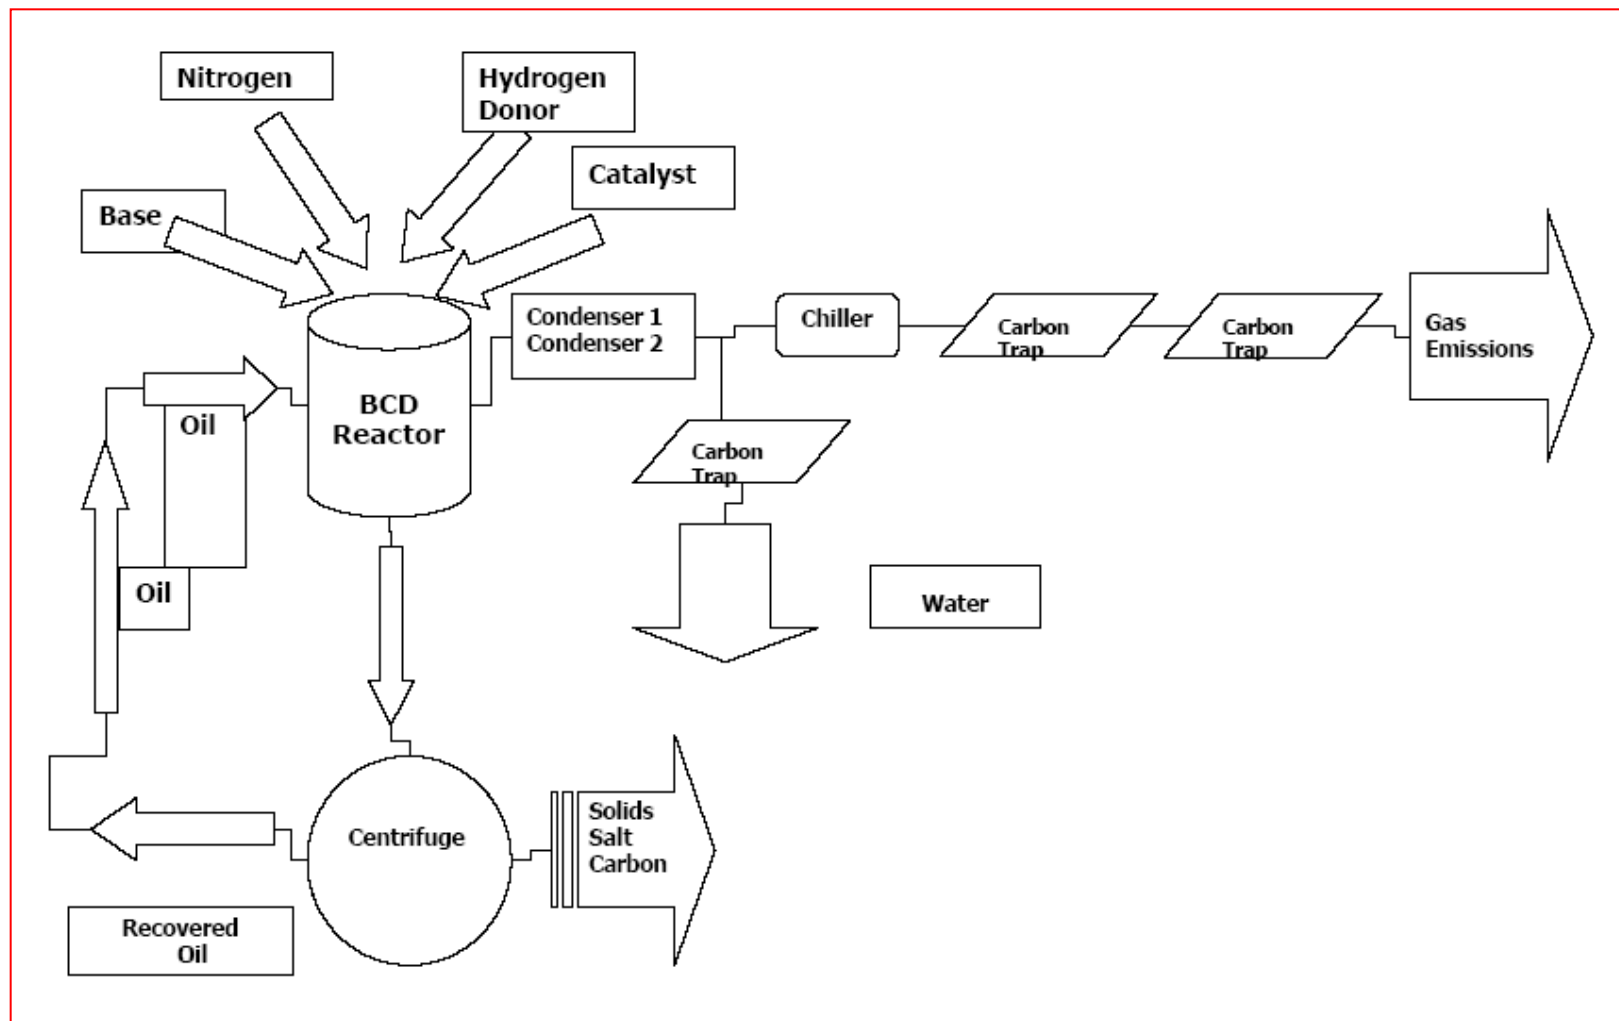 Nitrogen
Hydrogen
Donor
Catalyst
Base
Condenser 1
Condenser 2
Chiller
Carbon
Trap
Carbon
Trap
Gas
Emissions
BCD
Reactor
Oil
Carbon
Trap
Oil
Water
Solids
Salt
Carbon
Centrifuge
Recovered
Oil